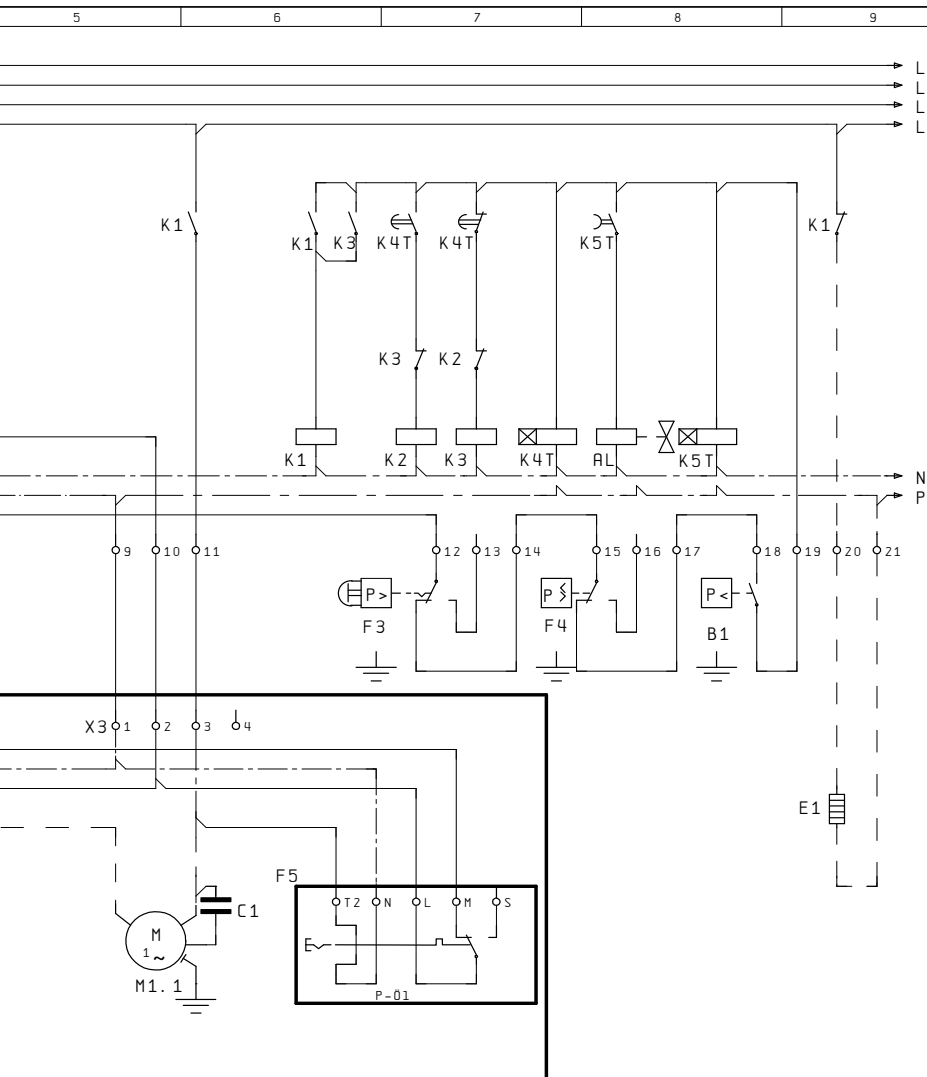 5 6 7 8 9
L
L
L
L
K1 K1 K3 K4T K4T K5T K1
K3 K2
K1 K2 K3 K4T AL K5T
N
P
9 10 11 12 13 14 15 16 17 18 19 20 21
P> P P<
F3 F4 B1
X3 1 2 3 4
E1
F5
C1 T2 N L M S
M
1~
M1.1
P-Öl